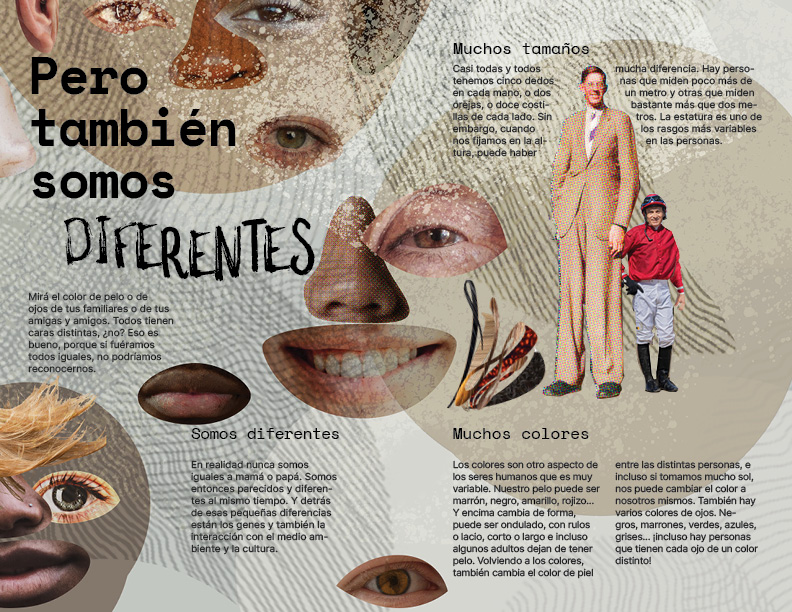 Pero
también
somos
DIFERENTES
Mirá el color de pelo o de
ojos de tus familiares o de tus
amigas y amigos. Todos tienen
caras distintas, ¿no? Eso es
bueno, porque si fuéramos
todos iguales, no podríamos
reconocernos.
Somos diferentes
En realidad nunca somos
iguales a mamá o papá. Somos
entonces parecidos y diferen-
tes al mismo tiempo. Y detrás
de esas pequeñas diferencias
están los genes y también la
interacción con el medio am-
biente y la cultura.
Muchos tamaños
Casi todas y todos
tenemos cinco dedos
en cada mano, o dos
orejas, o doce costi-
llas de cada lado. Sin
embargo, cuando
nos fijamos en la al-
tura, puede haber
mucha diferencia. Hay perso-
nas que miden poco más de
un metro y otras que miden
bastante más que dos me-
tros. La estatura es uno de
los rasgos más variables
en las personas.
Muchos colores
Los colores son otro aspecto de
los seres humanos que es muy
variable. Nuestro pelo puede ser
marrón, negro, amarillo, rojizo...
Y encima cambia de forma,
puede ser ondulado, con rulos
o lacio, corto o largo e incluso
algunos adultos dejan de tener
pelo. Volviendo a los colores,
también cambia el color de piel
entre las distintas personas, e
incluso si tomamos mucho sol,
nos puede cambiar el color a
nosotros mismos. También hay
varios colores de ojos. Ne-
gros, marrones, verdes, azules,
grises... ¡incluso hay personas
que tienen cada ojo de un color
distinto!